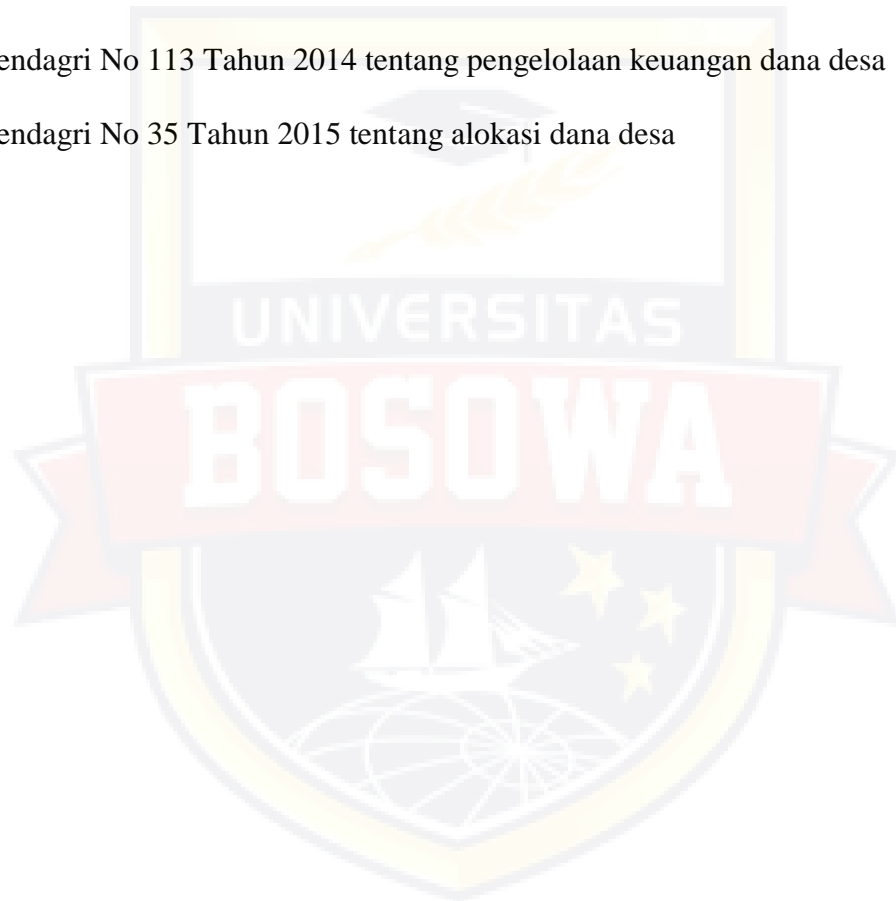 endagri No 113 Tahun 2014 tentang pengelolaan keuangan dana desa
endagri No 35 Tahun 2015 tentang alokasi dana desa
UNIVERSITAS
BOSOWA